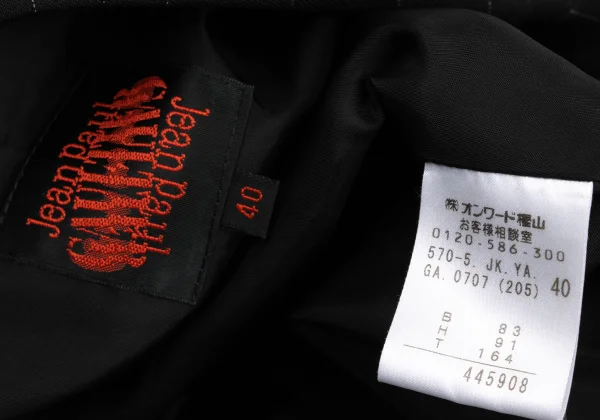 Jean paul
GAULTIER
Jean paul
40
㈱オンワード樫山
お客様相談室
0120-586-300
570-5. JK. YA.
GA. 0707 (205) 40
B 83
H 91
T 164
445908